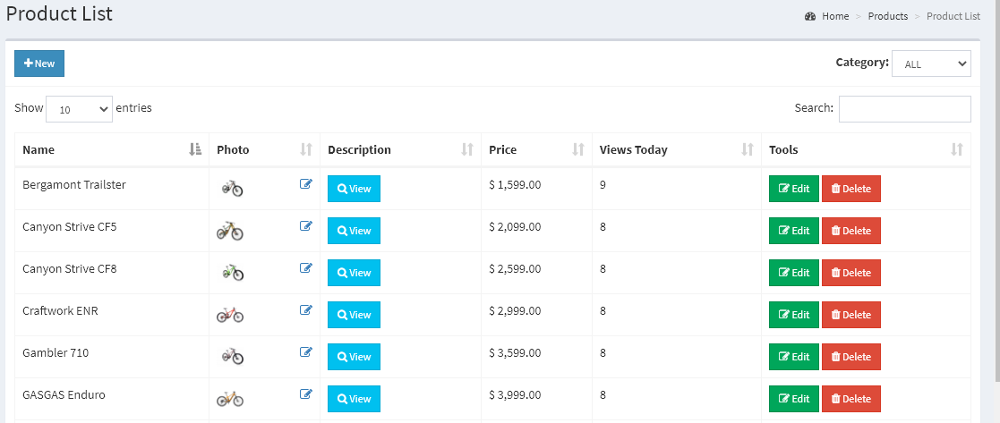 Product List
Home > Products > Product List
New
Category: ALL
Show 10 entries
Search:
Name Photo Description Price Views Today Tools
Bergamont Trailster View $ 1,599.00 9 Edit Delete
Canyon Strive CF5 View $ 2,099.00 8 Edit Delete
Canyon Strive CF8 View $ 2,599.00 8 Edit Delete
Craftwork ENR View $ 2,999.00 8 Edit Delete
Gambler 710 View $ 3,599.00 8 Edit Delete
GASGAS Enduro View $ 3,999.00 8 Edit Delete